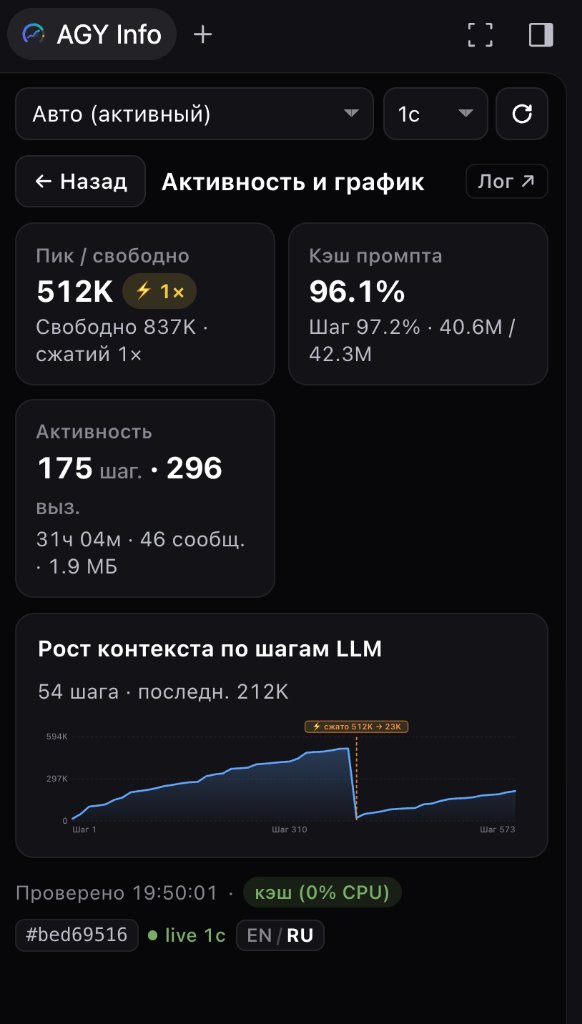 AGY Info +
Авто (активный) 1с
← Назад Активность и график Лог ↗
Пик / свободно
512K ⚡ 1×
Свободно 837K ·
сжатий 1×
Кэш промпта
96.1%
Шаг 97.2% · 40.6M /
42.3M
Активность
175 шаг. · 296
выз.
31ч 04м · 46 сообщ.
· 1.9 МБ
Рост контекста по шагам LLM
54 шага · последн. 212K
⚡ сжато 512K → 23K
594K
297K
0
Шаг 1 Шаг 310 Шаг 573
Проверено 19:50:01 · кэш (0% CPU)
#bed69516 ● live 1с EN / RU